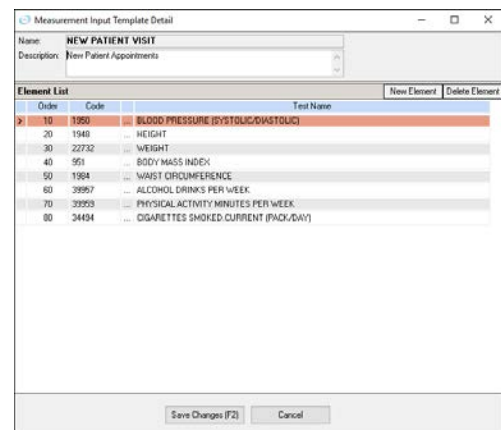 Measurement Input Template Detail
Name: NEW PATIENT VISIT
Description: New Patient Appointments
Element List New Element Delete Element
Order Code Test Name
10 1950 ... BLOOD PRESSURE (SYSTOLIC/DIASTOLIC)
20 1948 ... HEIGHT
30 22732 ... WEIGHT
40 951 ... BODY MASS INDEX
50 1984 ... WAIST CIRCUMFERENCE
60 39957 ... ALCOHOL DRINKS PER WEEK
70 39959 ... PHYSICAL ACTIVITY MINUTES PER WEEK
80 34494 ... CIGARETTES SMOKED.CURRENT (PACK/DAY)
Save Changes (F2) Cancel